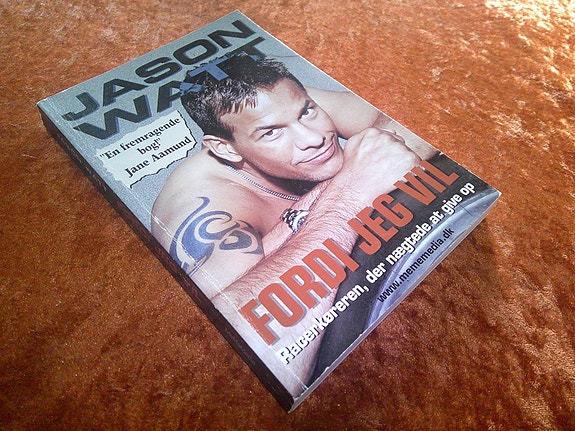 JASON
WATT
"En fremragende
bog!"
Jane Aamund
FORDI JEG VIL
Racerkøreren, der nægtede at give op
www.mememedia.dk